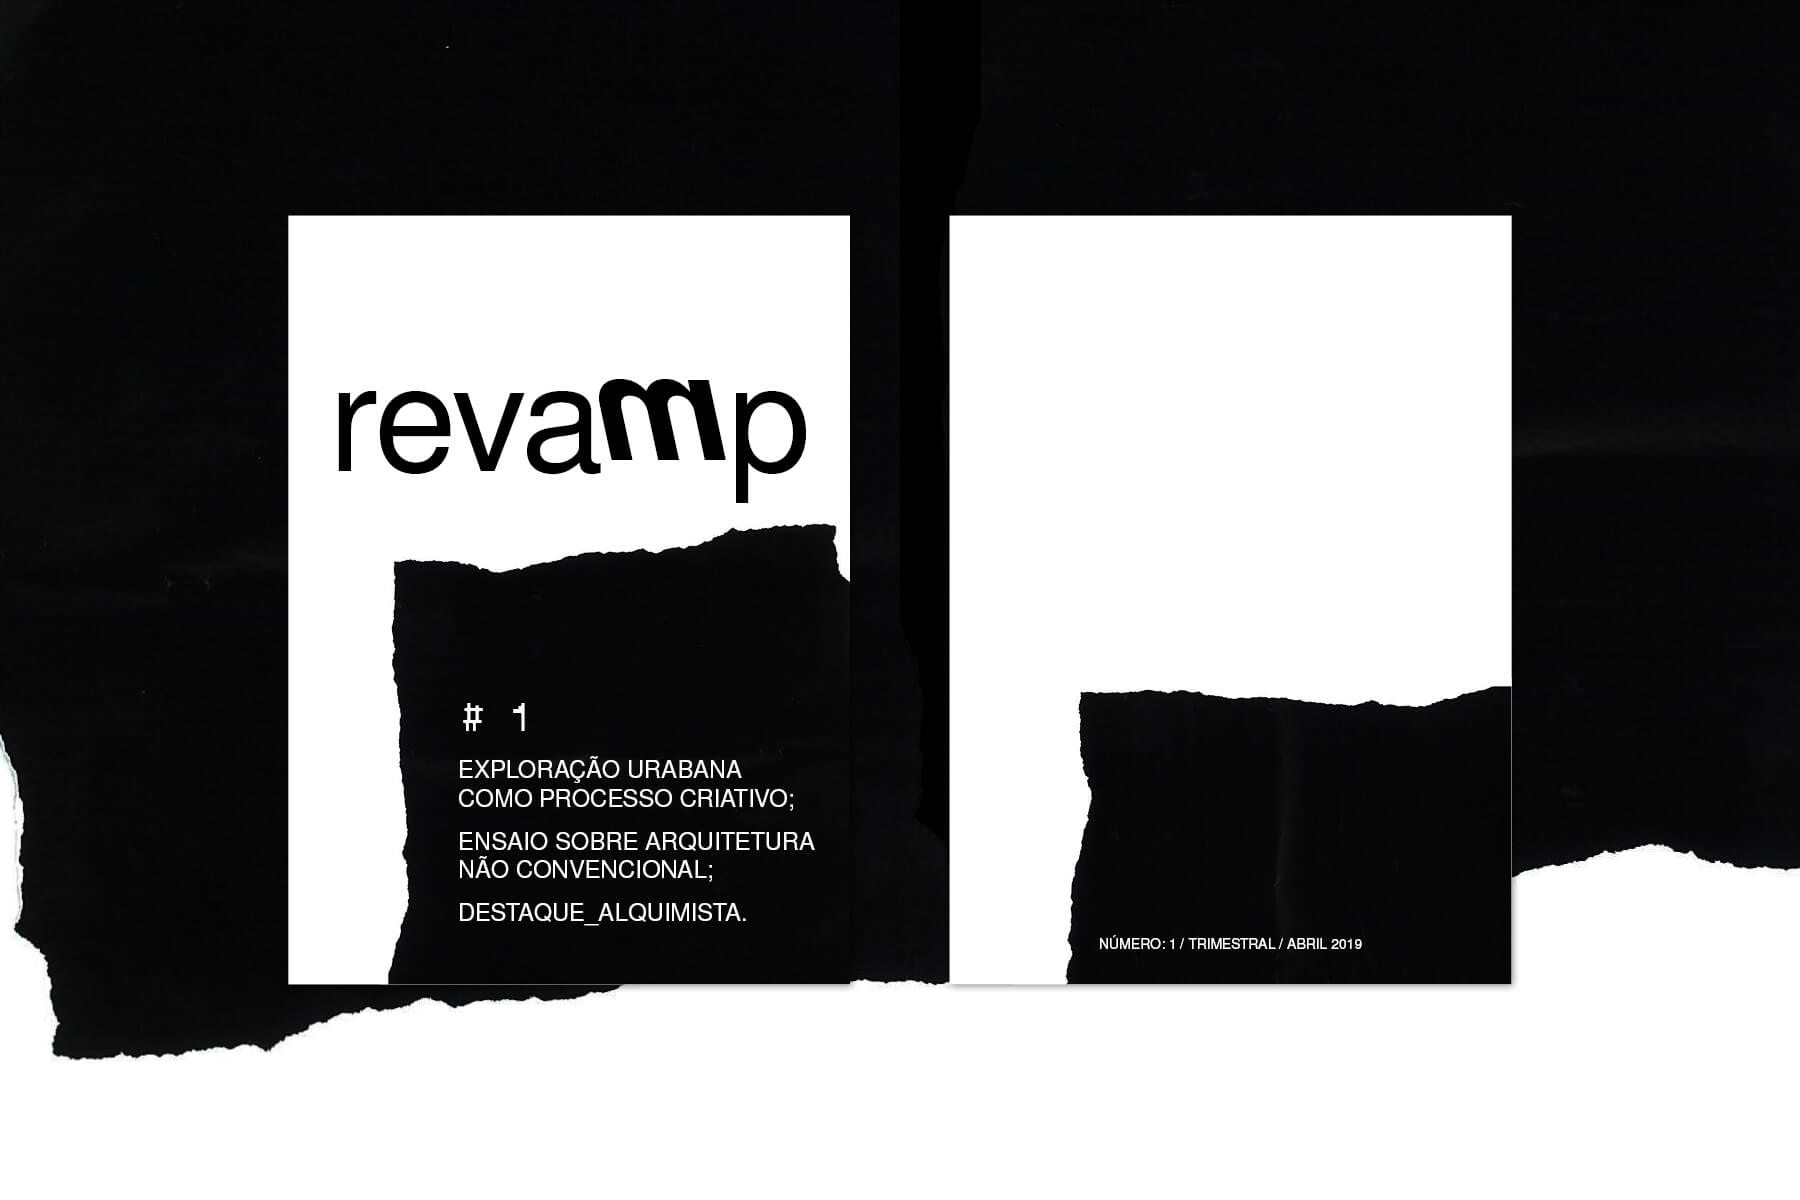 revamp
# 1
EXPLORAÇÃO URABANA
COMO PROCESSO CRIATIVO;
ENSAIO SOBRE ARQUITETURA
NÃO CONVENCIONAL;
DESTAQUE_ALQUIMISTA.
NÚMERO: 1 / TRIMESTRAL / ABRIL 2019